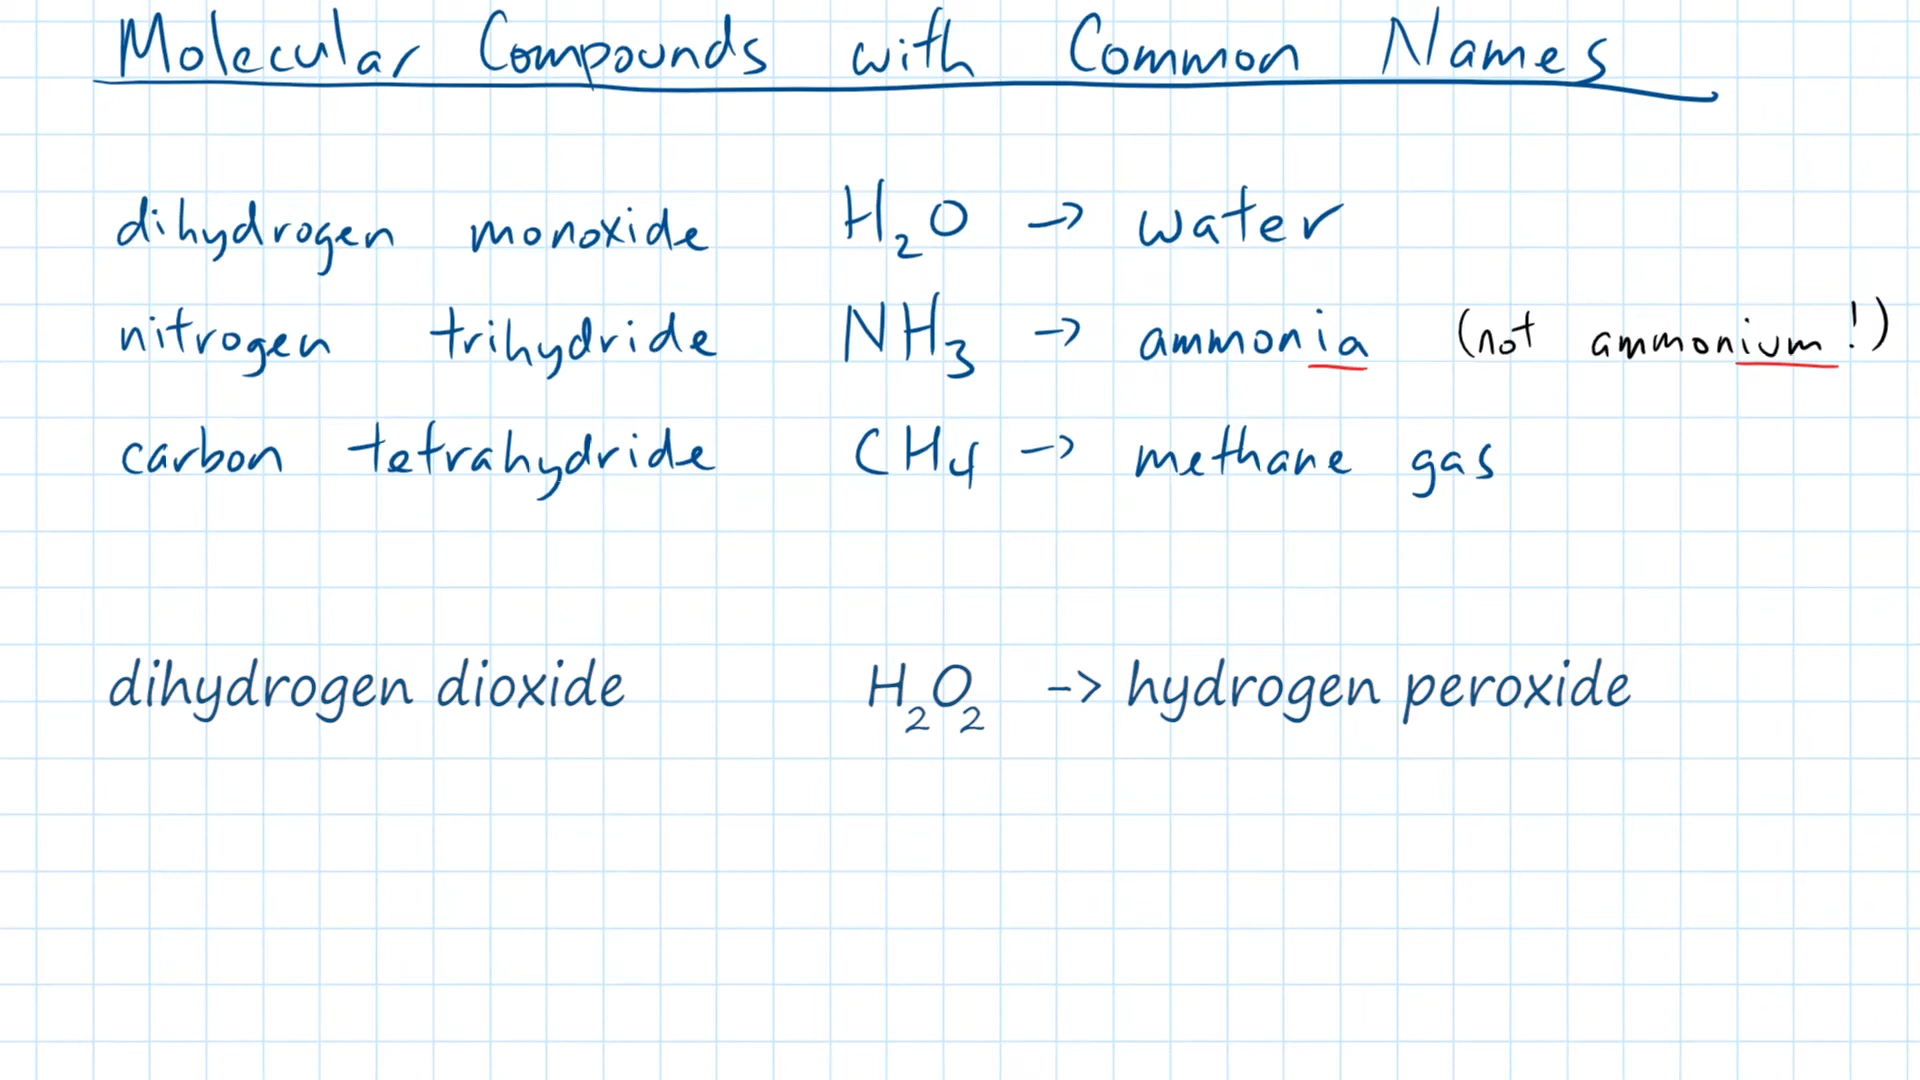 Molecular Compounds with Common Names
dihydrogen monoxide H₂O → water
nitrogen trihydride NH₃ → ammonia (not ammonium!)
carbon tetrahydride CH₄ → methane gas
dihydrogen dioxide H₂O₂ -> hydrogen peroxide